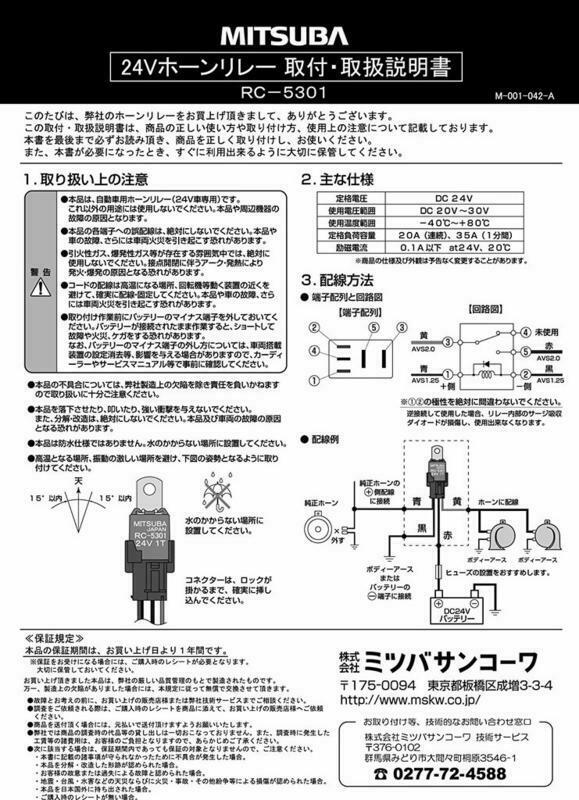 MITSUBA
24Vホーンリレー 取付・取扱説明書
RC-5301
M-001-042-A
このたびは、弊社のホーンリレーをお買上げ頂きまして、ありがとうございます。
この取付・取扱説明書は、商品の正しい使い方や取り付け方、使用上の注意について記載しております。
本書を最後まで必ずお読み頂き、商品を正しく取り付けし、お使いください。
また、本書が必要になったとき、すぐに利用出来るように大切に保管してください。
1.取り扱い上の注意
警告
●本品は、自動車用ホーンリレー(24V車専用)です。
これ以外の用途には使用しないでください。本品や周辺機器の
故障の原因となります。
●本品の各端子への誤配線は、絶対にしないでください。本品や
車の故障、さらには車両火災を引き起こす恐れがあります。
●引火性ガス、爆発性ガス等が存在する雰囲気中では、絶対に
使用しないでください。接点開閉に伴うアーク・発熱により
発火・爆発の原因となる恐れがあります。
●コードの配線は高温になる場所、回転機等動く装置の近くを
避けて、確実に配線・固定してください。本品や車の故障、さら
には車両火災を引き起こす恐れがあります。
●取り付け作業前にバッテリーのマイナス端子を外しておいてく
ださい。バッテリーが接続されたまま作業すると、ショートして
故障や火災、ケガをする恐れがあります。
なお、バッテリーのマイナス端子の外し方については、車両搭載
装置の設定消去等、影響を与える場合がありますので、カーディ
ーラーやサービスマニュアル等で事前に確認してください。
●本品の不具合については、弊社製造上の欠陥を除き責任を負いかねます
ので取り扱いに十分ご注意ください。
●本品を落下させたり、叩いたり、強い衝撃を与えないでください。
また、分解・改造は、絶対にしないでください。本品及び車両の故障の原因
となる恐れがあります。
●本品は防水仕様ではありません。水のかからない場所に設置してください。
●高温となる場所、振動の激しい場所を避け、下図の姿勢となるように取り
付けてください。
天
15°以内
15°以内
MITSUBA
JAPAN
RC-5301
24V 1T
水のかからない場所に
設置してください。
コネクターは、ロックが
掛かるまで、確実に挿し
込んでください。
2.主な仕様
定格電圧 DC 24V
使用電圧範囲 DC 20V～30V
使用温度範囲 －40℃～＋80℃
定格負荷容量 20A(連続)、35A(1分間)
励磁電流 0.1A以下 at24V、20℃
※商品の仕様及び外観は予告なく変更することがあります。
3.配線方法
● 端子配列と回路図
【端子配列】
② ⑤ ③
④
①
【回路図】
黄 ③
AVS2.0
④ 未使用
⑤ 赤
AVS2.0
青 ①
AVS1.25
＋側
② 黒
AVS1.25
－側
※①②の極性を絶対に間違わないでください。
逆接続して使用した場合、リレー内部のサージ吸収
ダイオードが損傷し、使用出来なくなります。
● 配線例
純正ホーンの
⊕側配線
に接続
純正ホーン
×
外す
青 黄
黒 赤
ホーンに配線
ボディーアース
または
バッテリーの
⊖端子に接続
ボディーアース ボディーアース
ヒューズの設置をおすすめします。
DC24V
バッテリー
≪保証規定≫
本品の保証期間は、お買い上げ日より1年間です。
※保証をお受けになる場合には、ご購入時のレシートが必要となります。
大切に保管しておいてください。
お買い上げ頂きました本品は、弊社の厳しい品質管理のもとで製造されたものです。
万一、製造上の欠陥がありました場合には、本規定に従って無償で交換させて頂きます。
●故障とお考えの前に、お買い上げの販売店様または弊社技術サービスまでご相談ください。
●調査をご依頼される際は、ご購入時のレシートを商品に添えて、お買い上げの販売店様へご依頼
ください。
●商品を送付頂く場合には、元払いで送付頂けますようお願いいたします。
●弊社では商品の調査時の代品等の貸し出しは一切おこなっておりません。また、調査時に発生した
工賃等の諸費用は、お客様のご負担となりますので、あらかじめご了承ください。
●次に該当する場合は、保証期間内であっても保証の対象となりませんので、ご注意ください。
・本書に記載の諸事項が守られなかったために不具合が発生した場合。
・本品を分解・改造した形跡が認められた場合。
・お客様の故意または過失による故障と認められた場合。
・地震・台風・水害などの天災ならびに火災・事故・その他紛争等による損傷が認められた場合。
・本品を日本国外に持ち出された場合。
・ご購入時のレシートが無い場合。
株式会社 ミツバサンコーワ
〒175-0094 東京都板橋区成増3-3-4
http://www.mskw.co.jp/
お取り付け等、技術的なお問い合わせ窓口
株式会社ミツバサンコーワ 技術サービス
〒376-0102
群馬県みどり市大間々町桐原3546-1
☎ 0277-72-4588